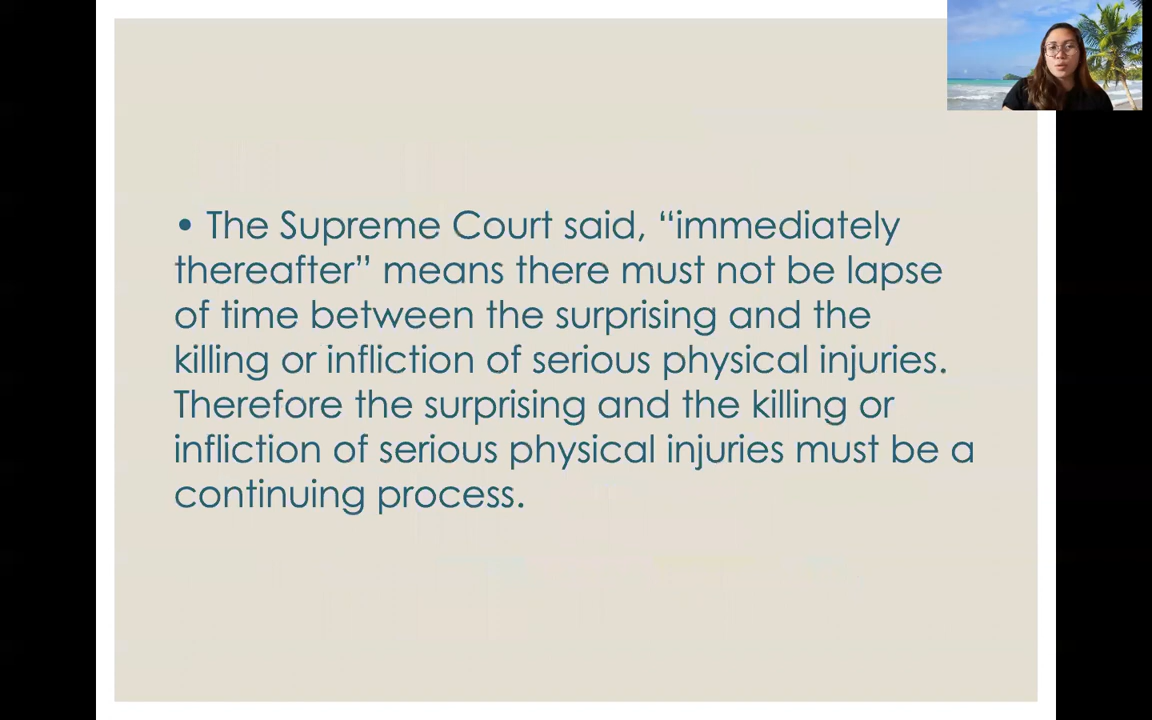 • The Supreme Court said, “immediately
thereafter” means there must not be lapse
of time between the surprising and the
killing or infliction of serious physical injuries.
Therefore the surprising and the killing or
infliction of serious physical injuries must be a
continuing process.